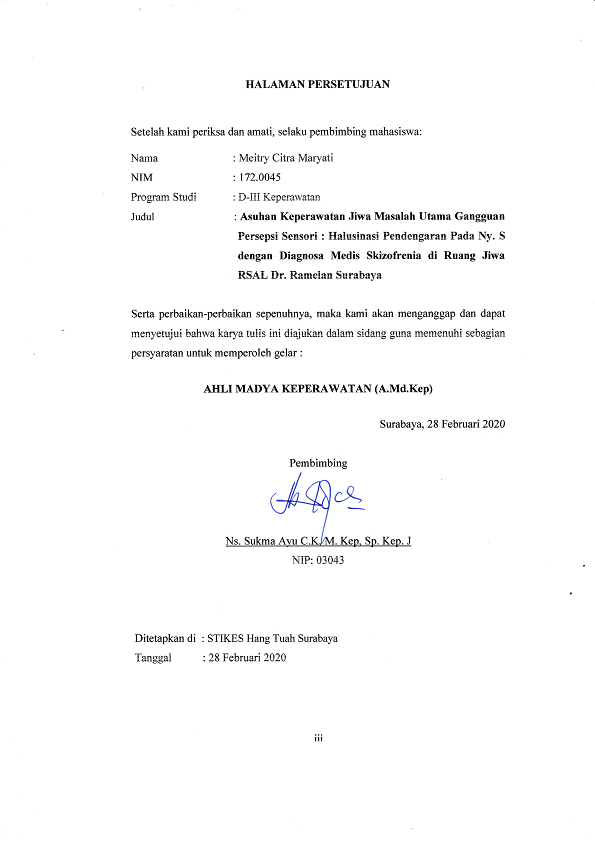 HALAMAN PERSETUJUAN
Setelah kami periksa dan amati, selaku pembimbing mahasiswa:
Nama : Meitry Citra Maryati
NIM : 172.0045
Program Studi : D-III Keperawatan
Judul : Asuhan Keperawatan Jiwa Masalah Utama Gangguan
Persepsi Sensori : Halusinasi Pendengaran Pada Ny. S
dengan Diagnosa Medis Skizofrenia di Ruang Jiwa
RSAL Dr. Ramelan Surabaya
Serta perbaikan-perbaikan sepenuhnya, maka kami akan menganggap dan dapat
menyetujui bahwa karya tulis ini diajukan dalam sidang guna memenuhi sebagian
persyaratan untuk memperoleh gelar :
AHLI MADYA KEPERAWATAN (A.Md.Kep)
Surabaya, 28 Februari 2020
Pembimbing
Ns. Sukma Ayu C.K, M. Kep, Sp. Kep. J
NIP: 03043
Ditetapkan di : STIKES Hang Tuah Surabaya
Tanggal : 28 Februari 2020
iii